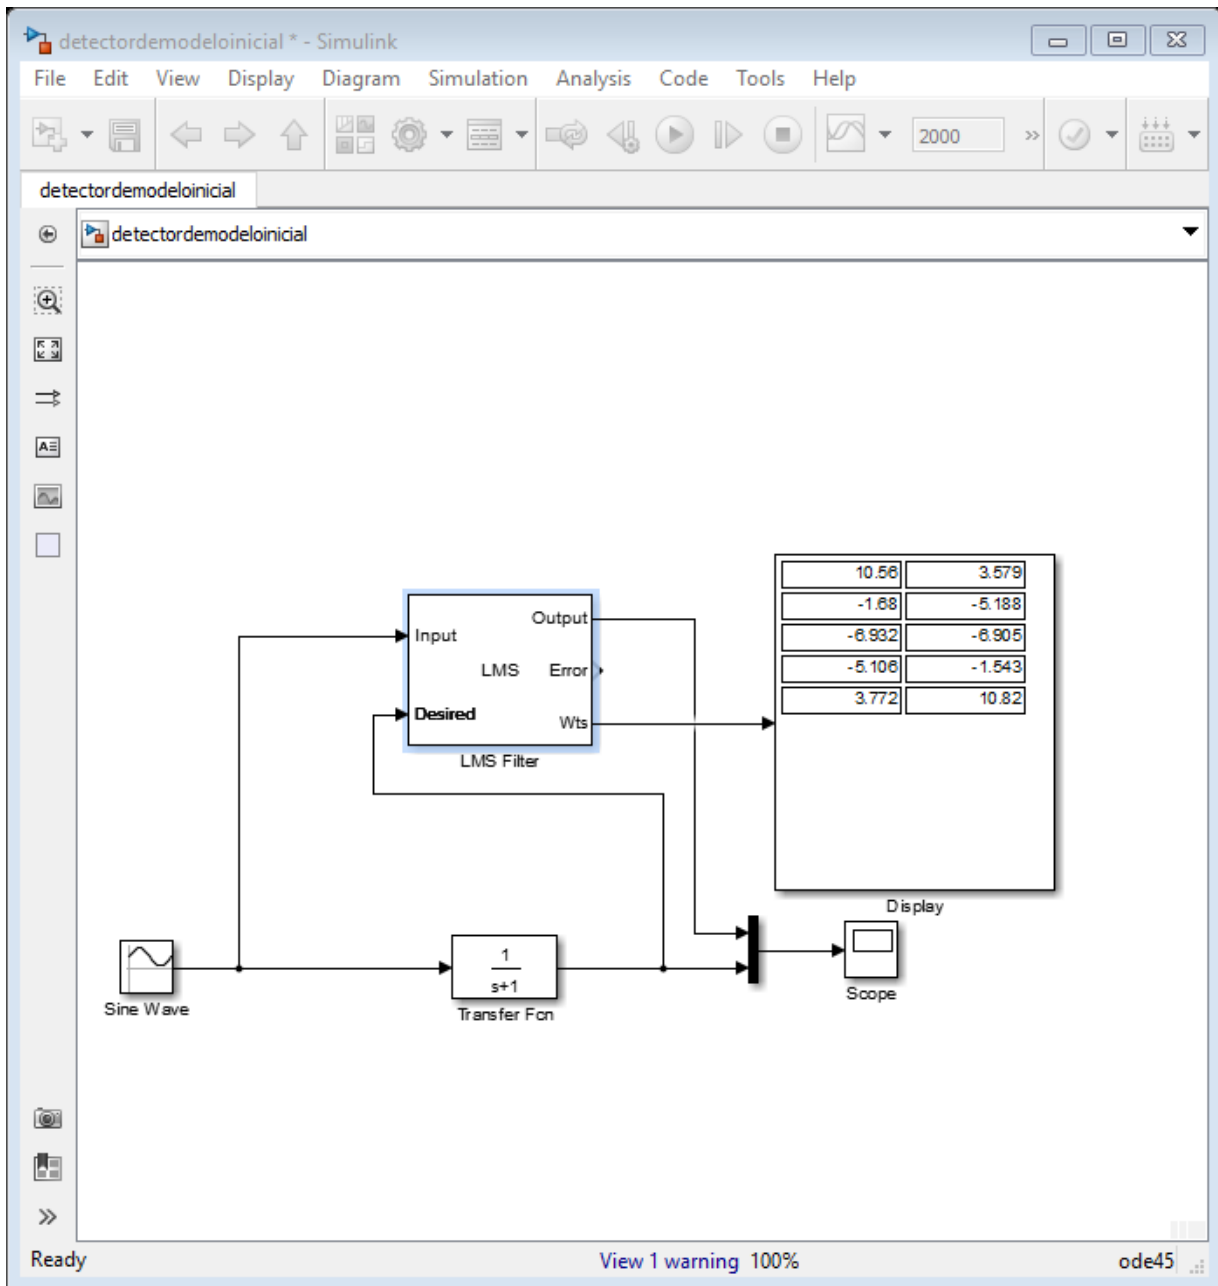 detectordemodeloinicial * - Simulink
File Edit View Display Diagram Simulation Analysis Code Tools Help
2000
detectordemodeloinicial
detectordemodeloinicial
10.56 3.579
-1.68 -5.188
-6.932 -6.905
-5.106 -1.543
3.772 10.82
Output
Input
LMS Error
Desired
Wts
LMS Filter
Display
1
s+1
Scope
Sine Wave
Transfer Fcn
Ready View 1 warning 100% ode45